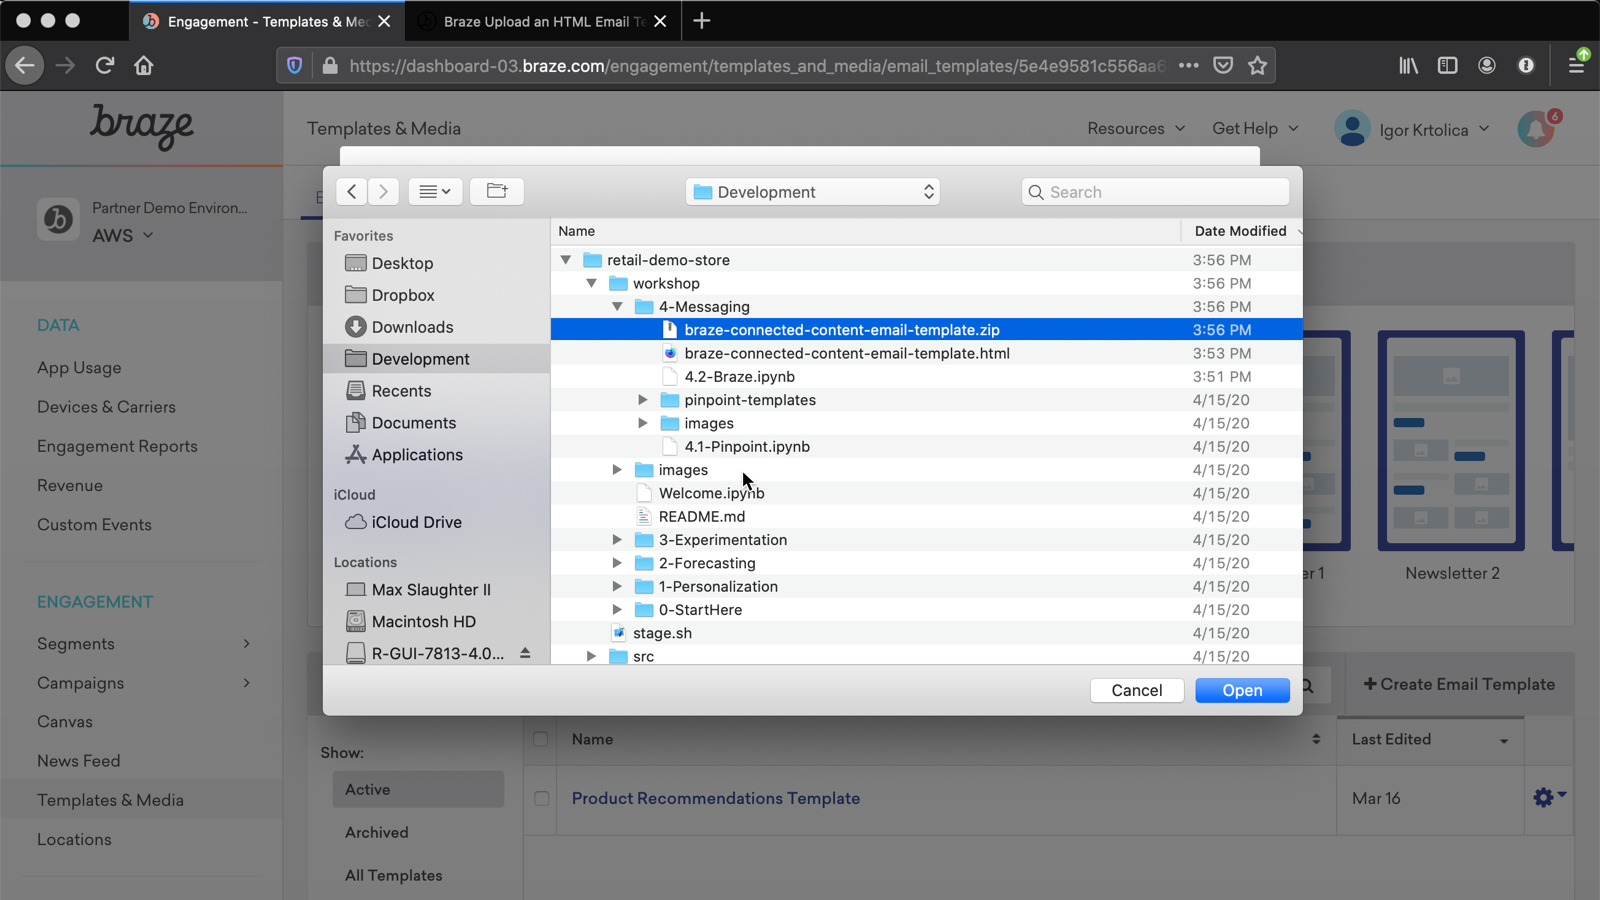 Engagement - Templates & Me
Braze Upload an HTML Email Te
https://dashboard-03.braze.com/engagement/templates_and_media/email_templates/5e4e9581c556aa6
braze
Templates & Media
Resources
Get Help
Igor Krtolica
6
Partner Demo Environ...
AWS
DATA
App Usage
Devices & Carriers
Engagement Reports
Revenue
Custom Events
ENGAGEMENT
Segments
Campaigns
Canvas
News Feed
Templates & Media
Locations
Development
Search
Favorites
Desktop
Dropbox
Downloads
Development
Recents
Documents
Applications
iCloud
iCloud Drive
Locations
Max Slaughter II
Macintosh HD
R-GUI-7813-4.0...
Name Date Modified
retail-demo-store 3:56 PM
workshop 3:56 PM
4-Messaging 3:56 PM
braze-connected-content-email-template.zip 3:56 PM
braze-connected-content-email-template.html 3:53 PM
4.2-Braze.ipynb 3:51 PM
pinpoint-templates 4/15/20
images 4/15/20
4.1-Pinpoint.ipynb 4/15/20
images 4/15/20
Welcome.ipynb 4/15/20
README.md 4/15/20
3-Experimentation 4/15/20
2-Forecasting 4/15/20
1-Personalization 4/15/20
0-StartHere 4/15/20
stage.sh 4/15/20
src 4/15/20
Cancel
Open
r 1
Newsletter 2
+ Create Email Template
Show:
Active
Archived
All Templates
Name Last Edited
Product Recommendations Template Mar 16